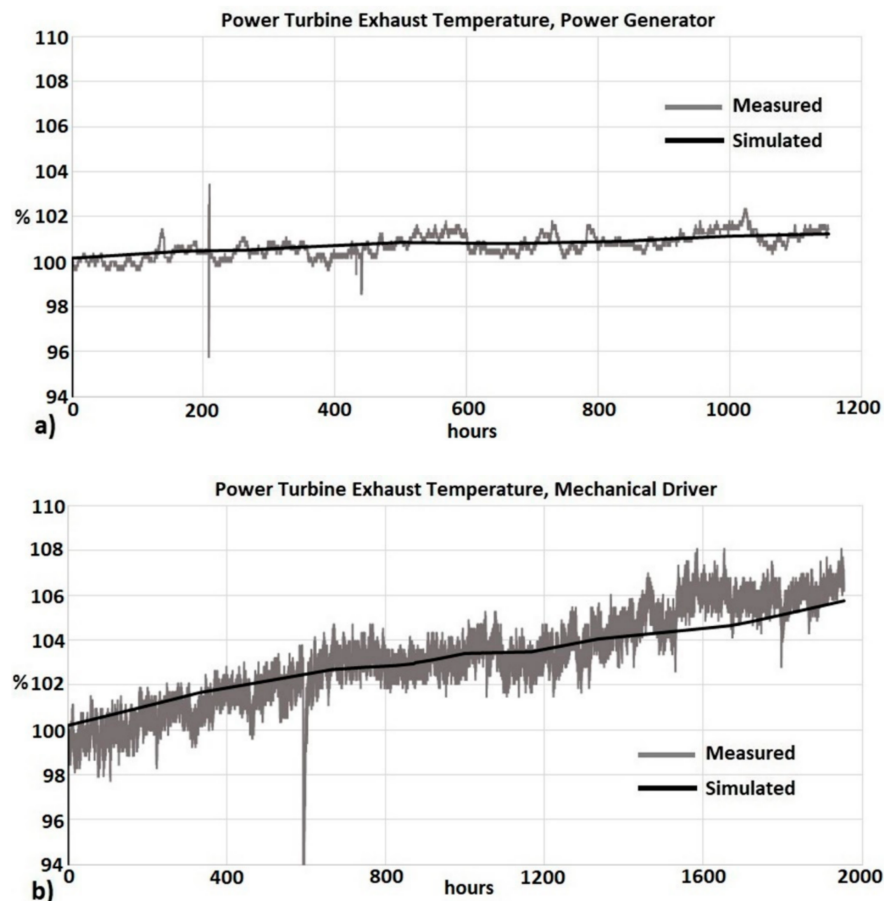 Power Turbine Exhaust Temperature, Power Generator
110
108
106
104
%
102
100
98
96
94
Measured
Simulated
0 200 400 600 800 1000 1200
a)
hours
Power Turbine Exhaust Temperature, Mechanical Driver
110
108
106
104
%
102
100
98
96
94
Measured
Simulated
0 400 800 1200 1600 2000
b)
hours